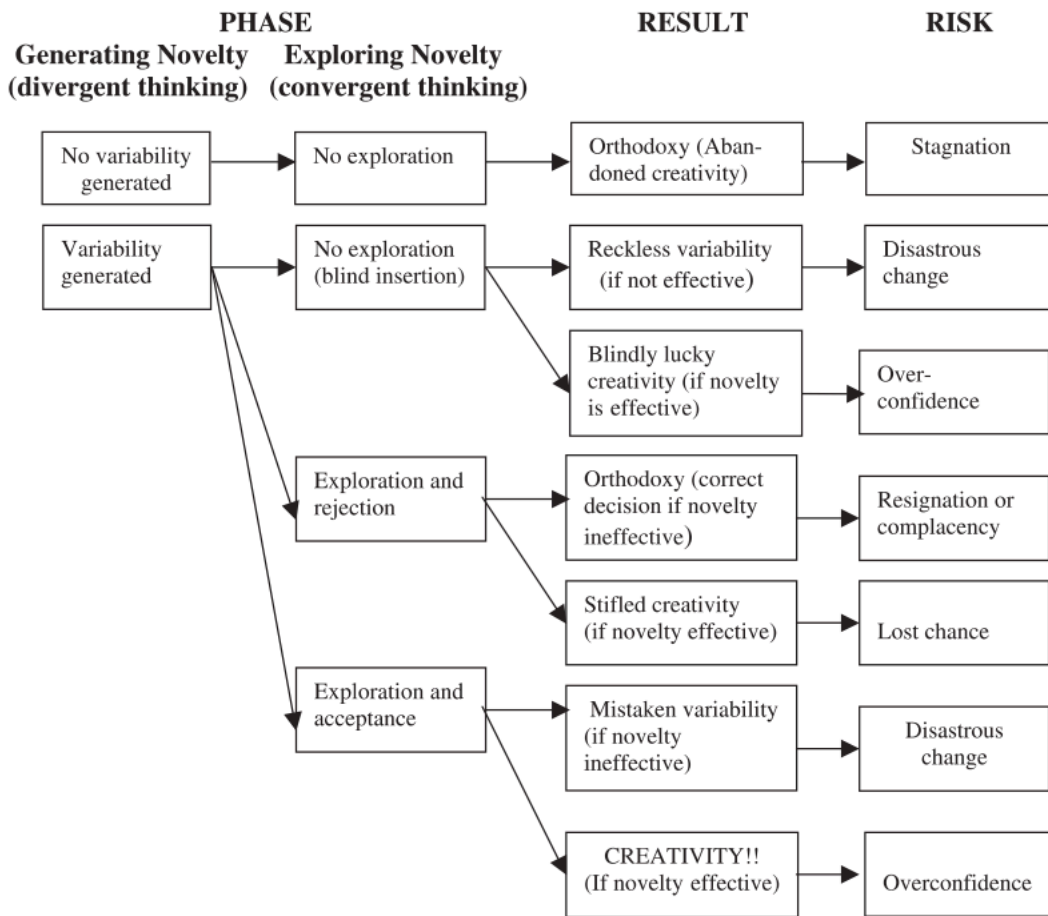 PHASE
RESULT
RISK
Generating Novelty
(divergent thinking)
Exploring Novelty
(convergent thinking)
No variability
generated
No exploration
Orthodoxy (Aban-
doned creativity)
Stagnation
Variability
generated
No exploration
(blind insertion)
Reckless variability
(if not effective)
Disastrous
change
Blindly lucky
creativity (if novelty
is effective)
Over-
confidence
Exploration and
rejection
Orthodoxy (correct
decision if novelty
ineffective)
Resignation or
complacency
Stifled creativity
(if novelty effective)
Lost chance
Exploration and
acceptance
Mistaken variability
(if novelty
ineffective)
Disastrous
change
CREATIVITY!!
(If novelty effective)
Overconfidence